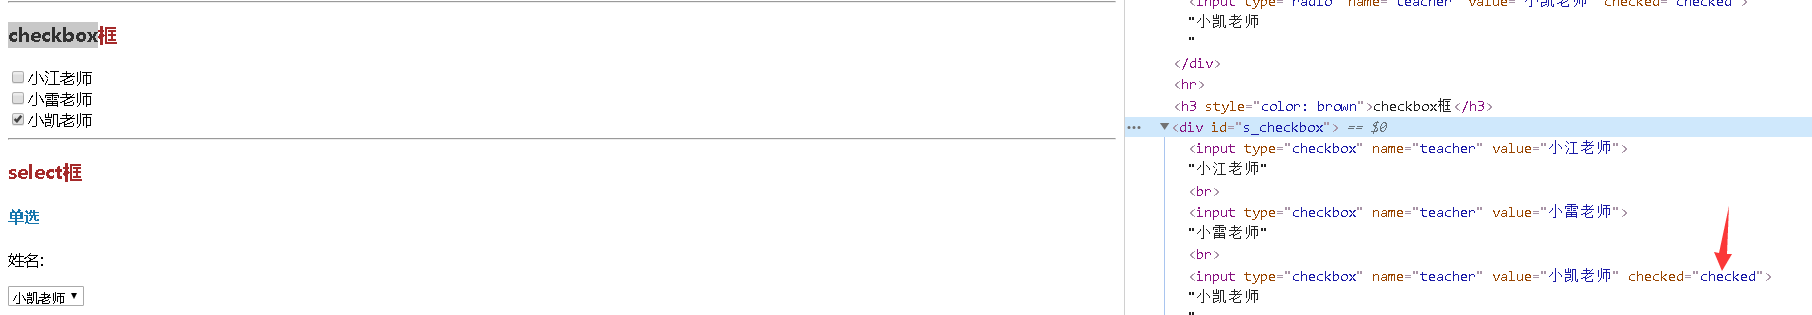 checkbox框
小江老师
小雷老师
小凯老师
select框
单选
姓名:
小凯老师
<input type="radio" name="teacher" value="小凯老师" checked="checked">
"小凯老师
"
</div>
<hr>
<h3 style="color: brown">checkbox框</h3>
<div id="s_checkbox"> == $0
<input type="checkbox" name="teacher" value="小江老师">
"小江老师"
<br>
<input type="checkbox" name="teacher" value="小雷老师">
"小雷老师"
<br>
<input type="checkbox" name="teacher" value="小凯老师" checked="checked">
"小凯老师
"